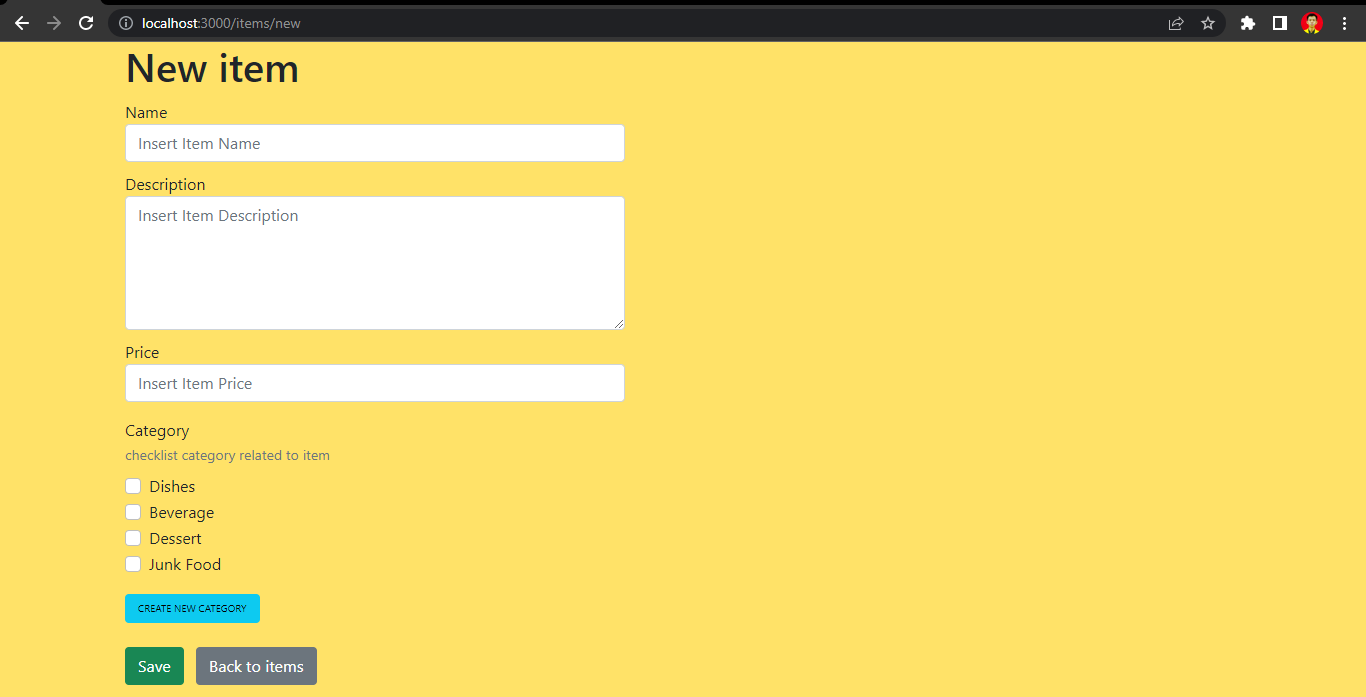 localhost:3000/items/new
New item
Name
Insert Item Name
Description
Insert Item Description
Price
Insert Item Price
Category
checklist category related to item
Dishes
Beverage
Dessert
Junk Food
CREATE NEW CATEGORY
Save Back to items